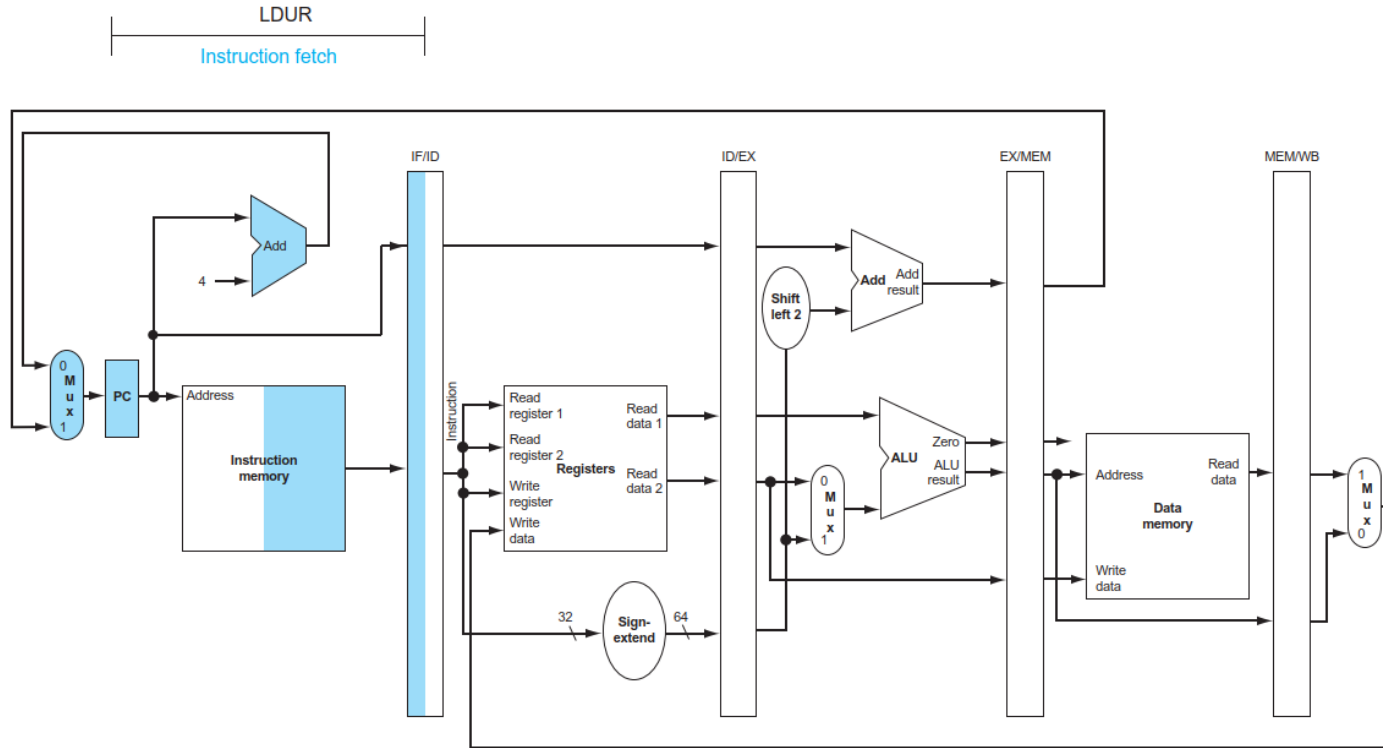 LDUR
Instruction fetch
IF/ID
ID/EX
EX/MEM
MEM/WB
Add
4
Shift
left 2
Add
Add
result
0
M
u
x
1
PC
Address
Instruction
memory
Instruction
Read
register 1
Read
register 2
Write
register
Write
data
Registers
Read
data 1
Read
data 2
0
M
u
x
1
ALU
Zero
ALU
result
Address
Write
data
Data
memory
Read
data
1
M
u
x
0
32
Sign-
extend
64